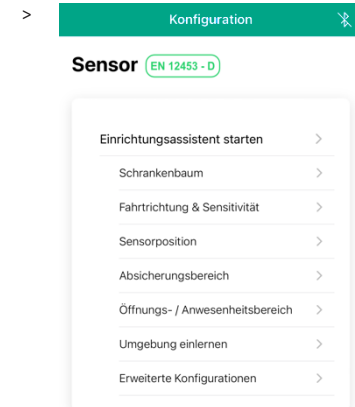 >
Konfiguration
Sensor EN 12453 - D
Einrichtungsassistent starten
Schrankenbaum
Fahrtrichtung & Sensitivität
Sensorposition
Absicherungsbereich
Öffnungs- / Anwesenheitsbereich
Umgebung einlernen
Erweiterte Konfigurationen